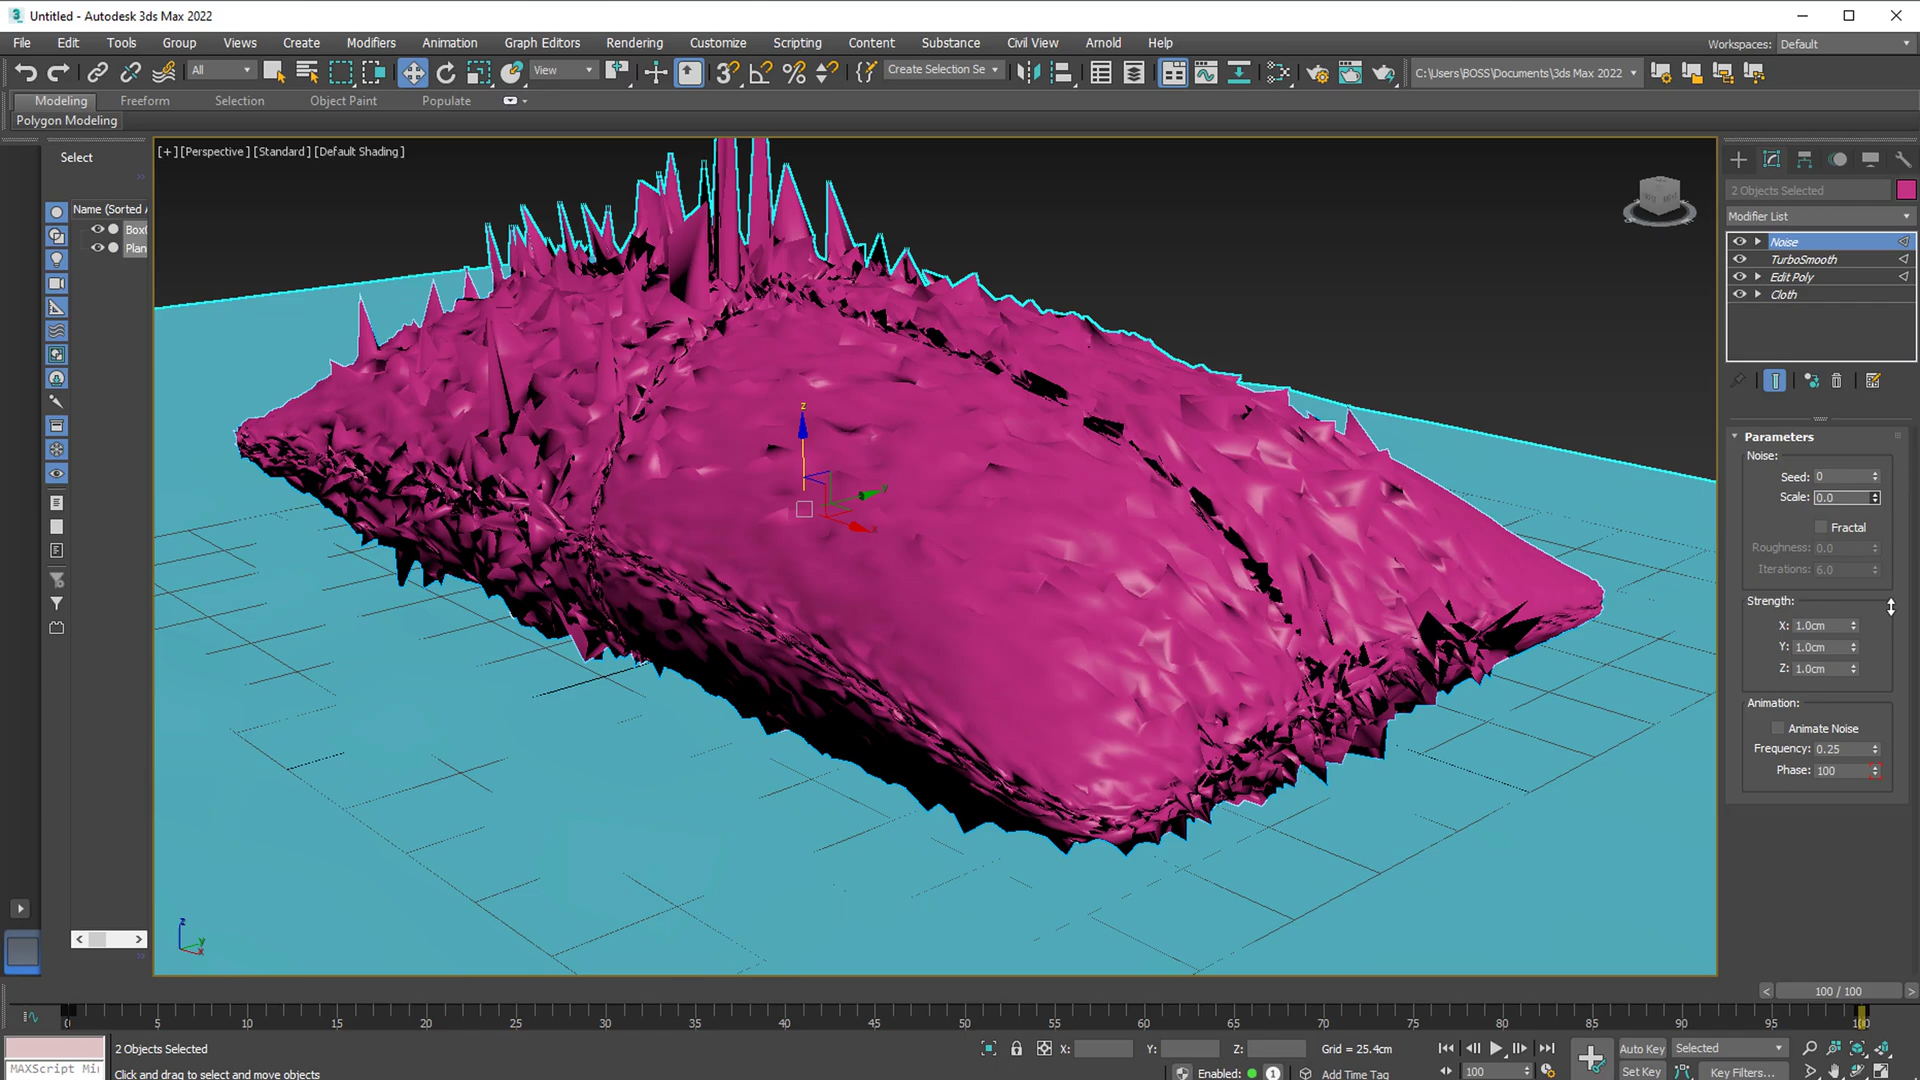 Untitled - Autodesk 3ds Max 2022
File Edit Tools Group Views Create Modifiers Animation Graph Editors Rendering Customize Scripting Content Substance Civil View Arnold Help
Workspaces: Default
All View Create Selection Se C:\Users\BOSS\Documents\3ds Max 2022
Modeling Freeform Selection Object Paint Populate
Polygon Modeling
Select
[+] [Perspective] [Standard] [Default Shading]
Name (Sorted A
Box0
Plan
2 Objects Selected
Modifier List
Noise
TurboSmooth
Edit Poly
Cloth
Parameters
Noise:
Seed: 0
Scale: 0.0
Fractal
Roughness: 0.0
Iterations: 6.0
Strength:
X: 1.0cm
Y: 1.0cm
Z: 1.0cm
Animation:
Animate Noise
Frequency: 0.25
Phase: 100
z
y
x
z
y
x
< >
< 100 / 100 >
0 5 10 15 20 25 30 35 40 45 50 55 60 65 70 75 80 85 90 95 100
2 Objects Selected
X: Y: Z: Grid = 25.4cm
Auto Key Selected
MAXScript Mi
Click and drag to select and move objects
Enabled: 1 Add Time Tag
100
Set Key Key Filters...